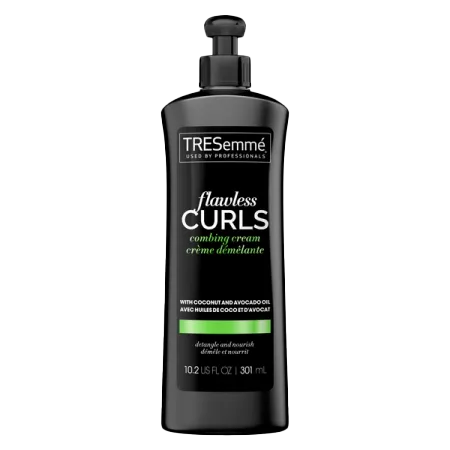 TRESemmé
USED BY PROFESSIONALS
flawless
CURLS
combing cream
crème démêlante
WITH COCONUT AND AVOCADO OIL
AVEC HUILES DE COCO ET D'AVOCAT
detangle and nourish
démêle et nourrit
10.2 US FL OZ | 301 mL